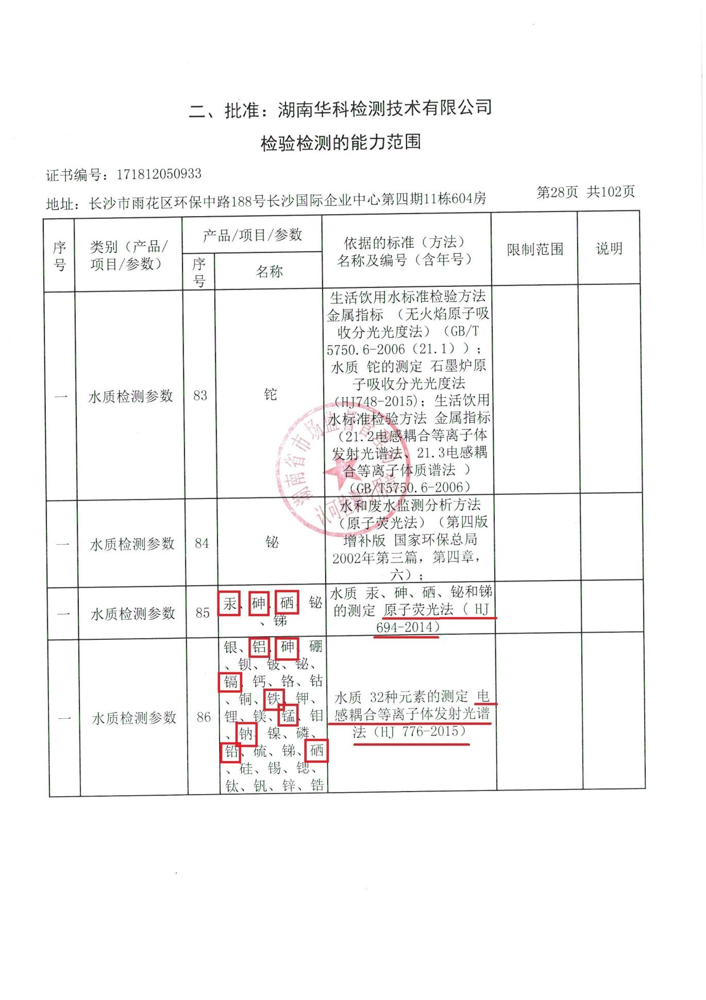 二、批准：湖南华科检测技术有限公司
检验检测的能力范围
证书编号：171812050933
地址：长沙市雨花区环保中路188号长沙国际企业中心第四期11栋604房
第28页 共102页
序号
类别（产品/
项目/参数）
产品/项目/参数
序号
名称
依据的标准（方法）
名称及编号（含年号）
限制范围
说明
一
水质检测参数
83
铊
生活饮用水标准检验方法
金属指标 （无火焰原子吸
收分光光度法）（GB/T
5750.6-2006（21.1））；
水质 铊的测定 石墨炉原
子吸收分光光度法
（HJ748-2015)；生活饮用
水标准检验方法 金属指标
（21.2电感耦合等离子体
发射光谱法、21.3电感耦
合等离子体质谱法 ）
（GB/T5750.6-2006）
一
水质检测参数
84
铋
水和废水监测分析方法
（原子荧光法）（第四版
增补版 国家环保总局
2002年第三篇，第四章，
六）；
一
水质检测参数
85
汞、砷、硒、铋
、锑
水质 汞、砷、硒、铋和锑
的测定 原子荧光法（ HJ
694-2014）
一
水质检测参数
86
银、铝、砷、硼
、钡、铍、铋、
镉、钙、铬、钴
、铜、铁、钾、
锂、镁、锰、钼
、钠、镍、磷、
铅、硫、锑、硒
、硅、锡、锶、
钛、钒、锌、锆
水质 32种元素的测定 电
感耦合等离子体发射光谱
法（HJ 776-2015）
湖南省市场监督管理局
认可检测专用章